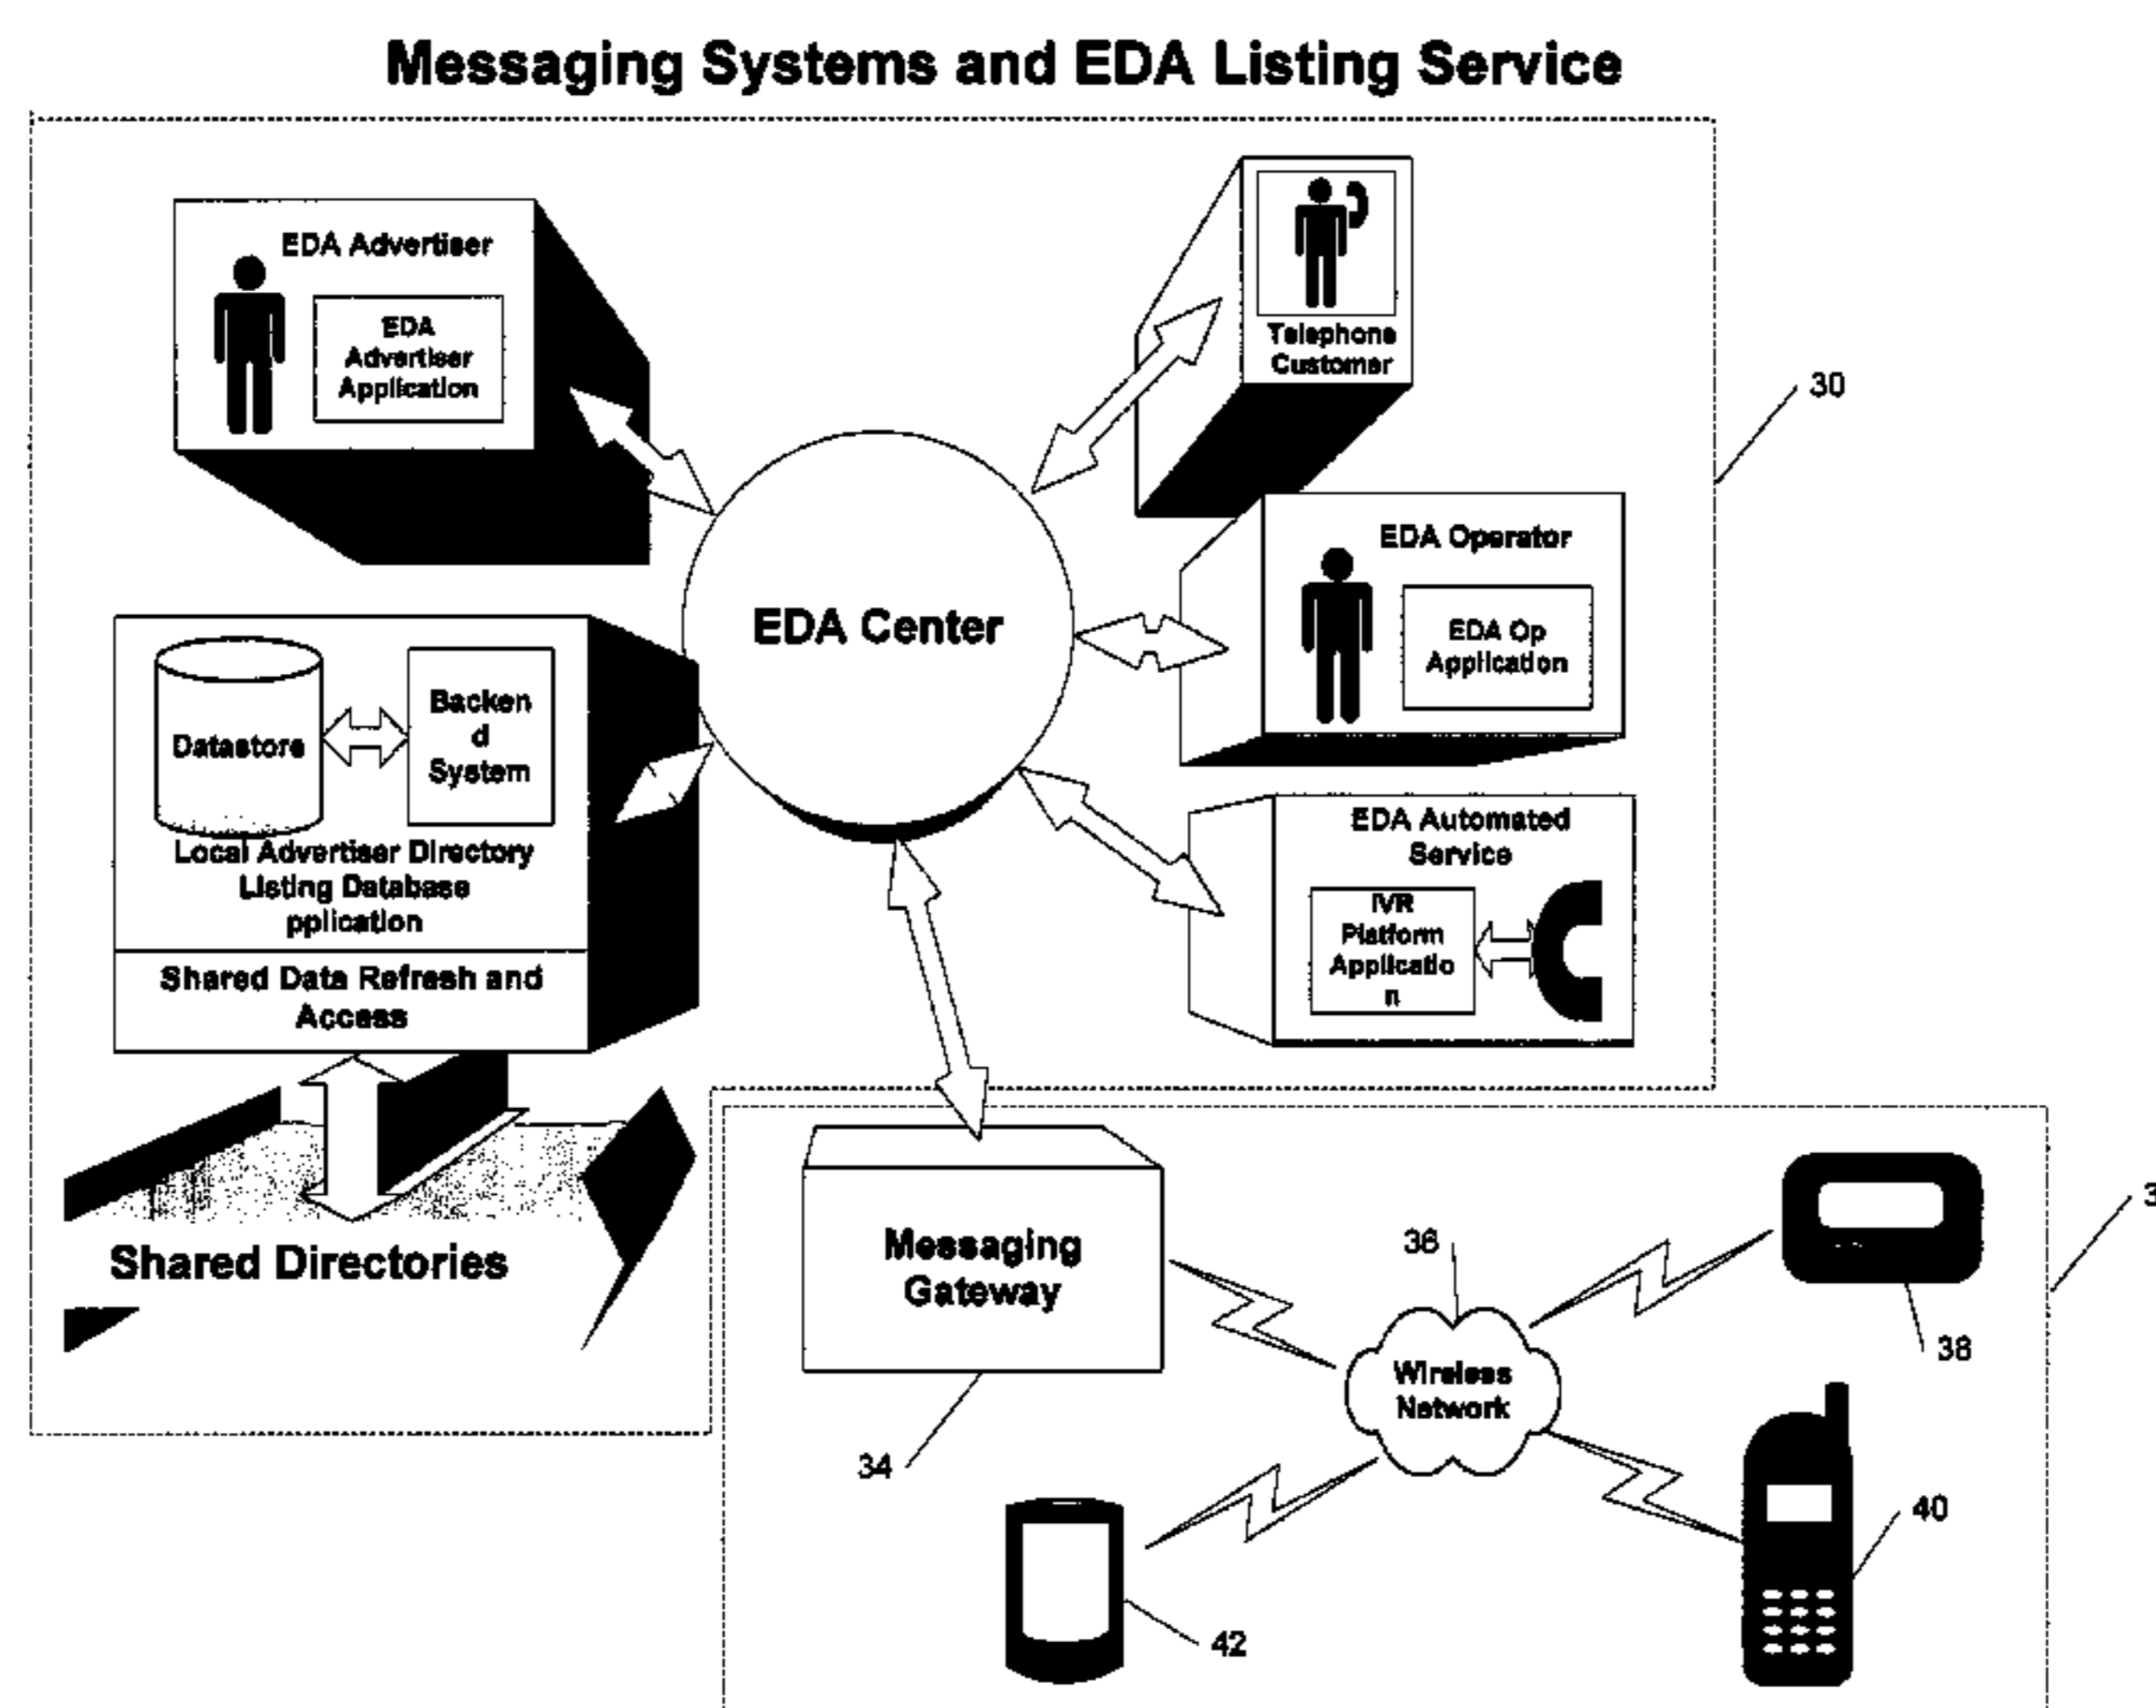 Messaging Systems and EDA Listing Service
EDA Advertiser
EDA
Advertiser
Application
Telephone
Customer
30
EDA Operator
EDA Op
Application
EDA Center
Datastore
Backen
d
System
Local Advertiser Directory
Listing Database
pplication
Shared Data Refresh and
Access
EDA Automated
Service
IVR
Platform
Applicatio
n
Shared Directories
Messaging
Gateway
36
Wireless
Network
38
34
40
42